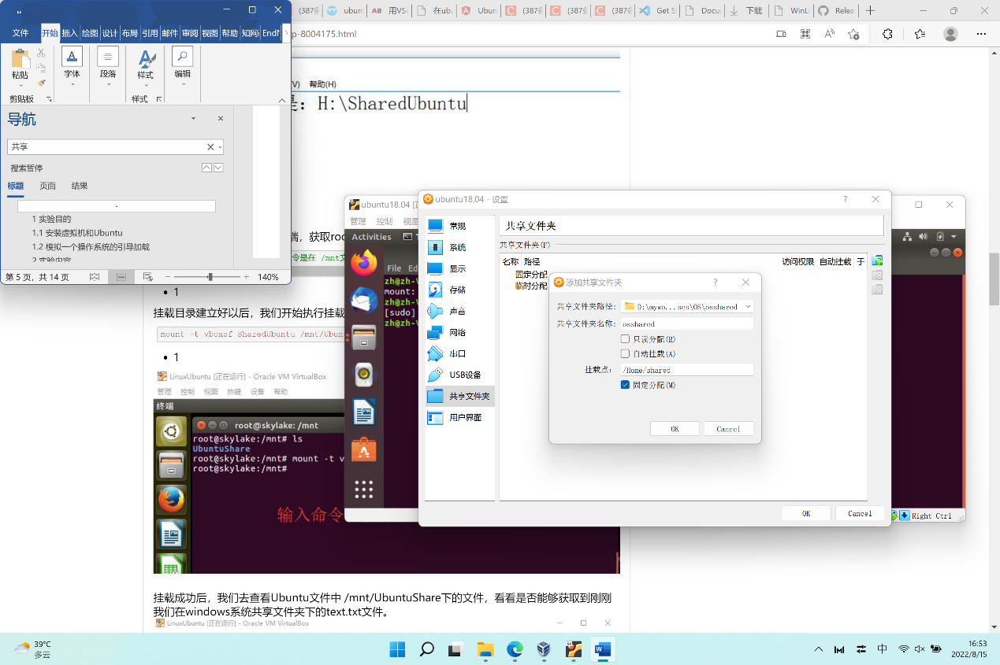 文件 开始 插入 绘图 设计 布局 引用 邮件 审阅 视图 帮助 知网
粘贴 字体 段落 样式 编辑
剪贴板 样式
导航
共享
搜索暂停
标题 页面 结果
1 实验目的
1.1 安装虚拟机和Ubuntu
1.2 模拟一个操作系统的引导加载
2 实验内容
第 5 页，共 14 页 140%
(387条 ubun 用VSC 在ub Ubun (387条 (387条 (387条 Get S Docu 下载 WinLi Relea
p-8004175.html
(V) 帮助(H)
是：H:\SharedUbuntu
端，获取roo
令是在 /mnt文
1
挂载目录建立好以后，我们开始执行挂载
mount -t vboxsf SharedUbuntu /mnt/Ubun
1
LinuxUbuntu [正在运行] - Oracle VM VirtualBox
管理 控制 视图 热键 设备 帮助
终端
root@skylake: /mnt
root@skylake:/mnt# ls
UbuntuShare
root@skylake:/mnt# mount -t v
root@skylake:/mnt#
输入命令
挂载成功后，我们去查看Ubuntu文件中 /mnt/UbuntuShare下的文件，看看是否能够获取到刚刚
我们在windows系统共享文件夹下的text.txt文件。
LinuxUbuntu [正在运行] - Oracle VM VirtualBox
ubuntu18.04 [正
管理 控制 视图
Activities
File Ed
zh@zh-V
mount:
zh@zh-V
[sudo]
zh@zh-V
Right Ctrl
ubuntu18.04 - 设置
常规
系统
显示
存储
声音
网络
串口
USB设备
共享文件夹
用户界面
共享文件夹
共享文件夹(F)
名称 路径 访问权限 自动挂载 于
固定分配
临时分配
OK Cancel
添加共享文件夹
共享文件夹路径: D:\mywo...ses\OS\osshared
共享文件夹名称: osshared
只读分配(R)
自动挂载(A)
挂载点: /Home/shared
固定分配(M)
OK Cancel
39°C
多云
中
16:53
2022/8/15